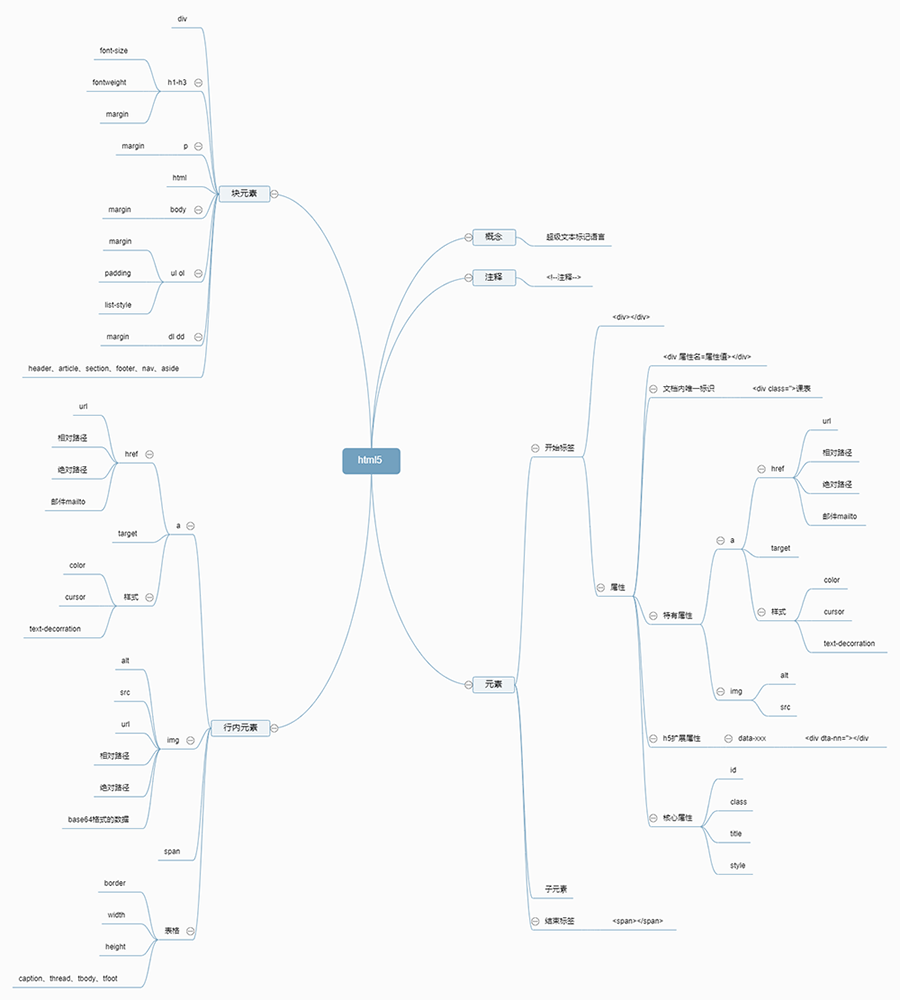 html5
块元素
div
h1-h3
font-size
fontweight
margin
p
margin
html
body
margin
ul ol
margin
padding
list-style
dl dd
margin
header、article、section、footer、nav、aside
行内元素
a
href
url
相对路径
绝对路径
邮件mailto
target
样式
color
cursor
text-decorration
img
alt
src
url
相对路径
绝对路径
base64格式的数据
span
表格
border
width
height
caption、thread、tbody、tfoot
概念
超级文本标记语言
注释
<!--注释-->
元素
开始标签
<div></div>
属性
<div 属性名=属性值></div>
文档内唯一标识
<div class=''>课表
特有属性
a
href
url
相对路径
绝对路径
邮件mailto
target
样式
color
cursor
text-decorration
img
alt
src
h5扩展属性
data-xxx
<div dta-nn=''></div
核心属性
id
class
title
style
子元素
结束标签
<span></span>